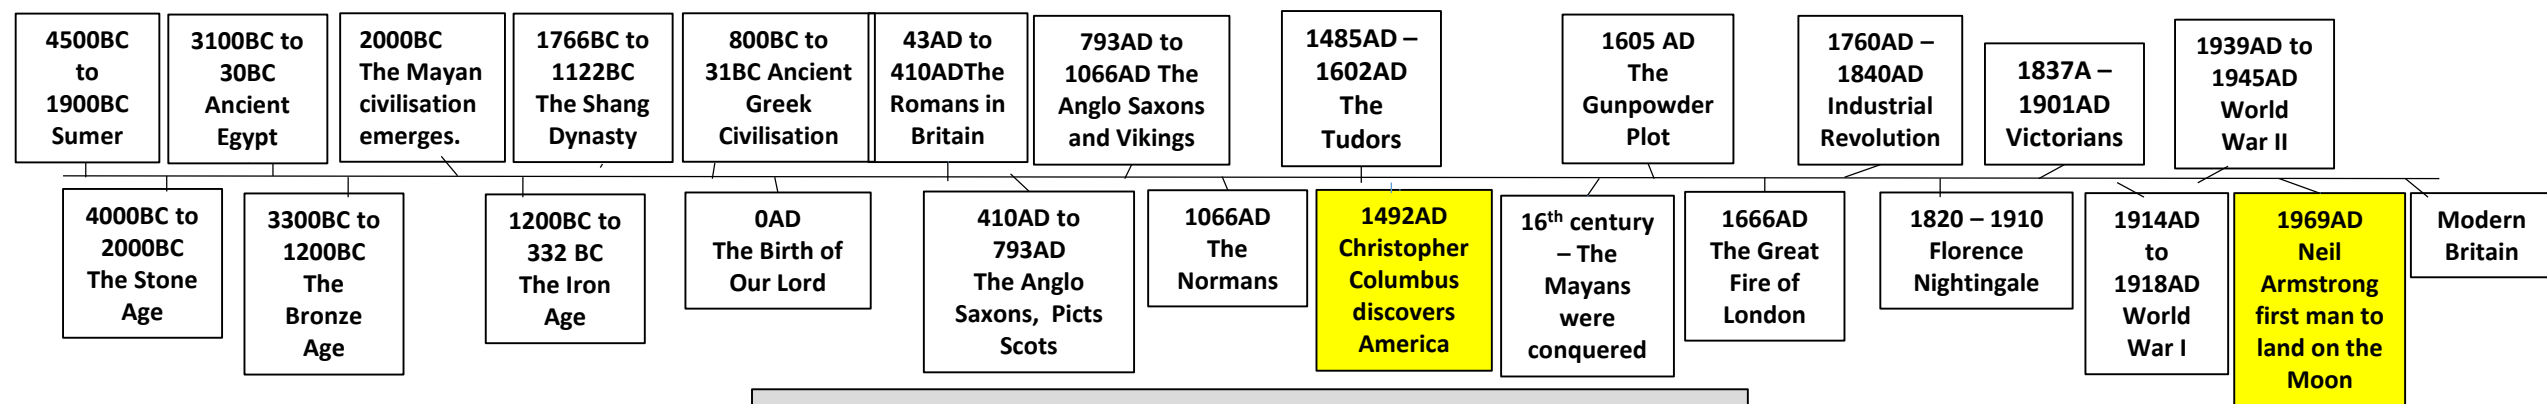 4500BC
to
1900BC
Sumer
3100BC to
30BC
Ancient
Egypt
2000BC
The Mayan
civilisation
emerges.
1766BC to
1122BC
The Shang
Dynasty
800BC to
31BC Ancient
Greek
Civilisation
43AD to
410ADThe
Romans in
Britain
793AD to
1066AD The
Anglo Saxons
and Vikings
1485AD –
1602AD
The
Tudors
1605 AD
The
Gunpowder
Plot
1760AD –
1840AD
Industrial
Revolution
1837A –
1901AD
Victorians
1939AD to
1945AD
World
War II
4000BC to
2000BC
The Stone
Age
3300BC to
1200BC
The
Bronze
Age
1200BC to
332 BC
The Iron
Age
0AD
The Birth of
Our Lord
410AD to
793AD
The Anglo
Saxons, Picts
Scots
1066AD
The
Normans
1492AD
Christopher
Columbus
discovers
America
16th century
– The
Mayans
were
conquered
1666AD
The Great
Fire of
London
1820 – 1910
Florence
Nightingale
1914AD
to
1918AD
World
War I
1969AD
Neil
Armstrong
first man to
land on the
Moon
Modern
Britain